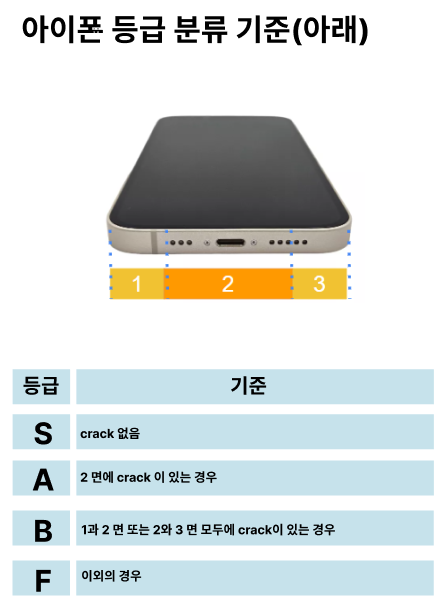 아이폰 등급 분류 기준(아래)
1 2 3
등급 기준
S crack 없음
A 2 면에 crack 이 있는 경우
B 1과 2 면 또는 2와 3 면 모두에 crack이 있는 경우
F 이외의 경우